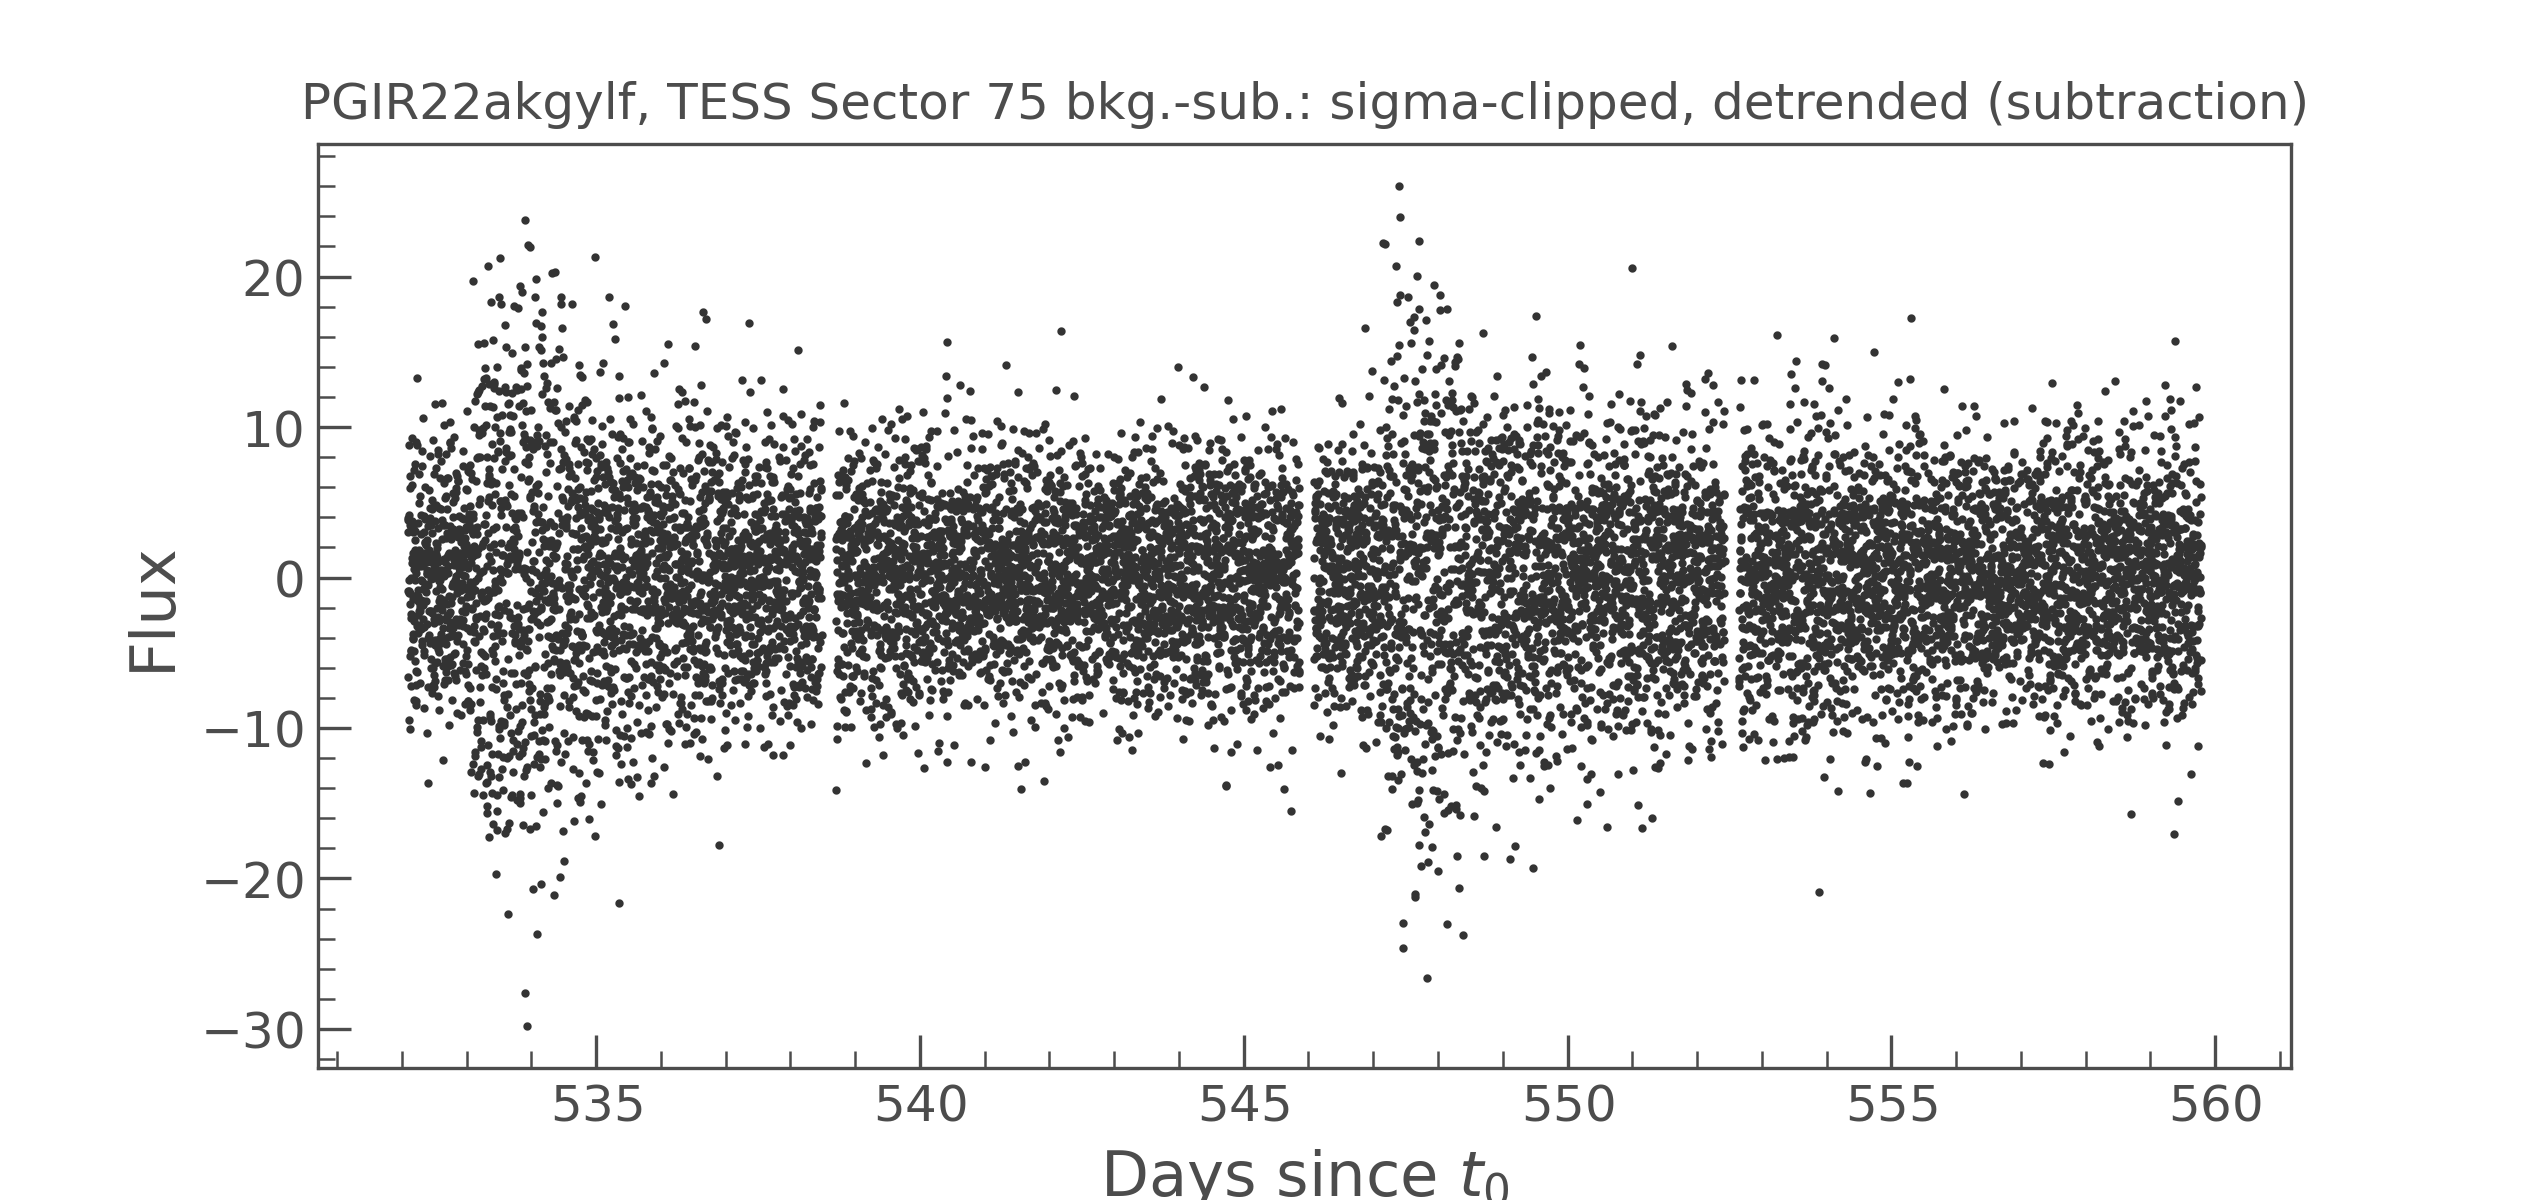 PGIR22akgylf, TESS Sector 75 bkg.-sub.: sigma-clipped, detrended (subtraction)
Flux
20
10
0
−10
−20
−30
535 540 545 550 555 560
Days since t0